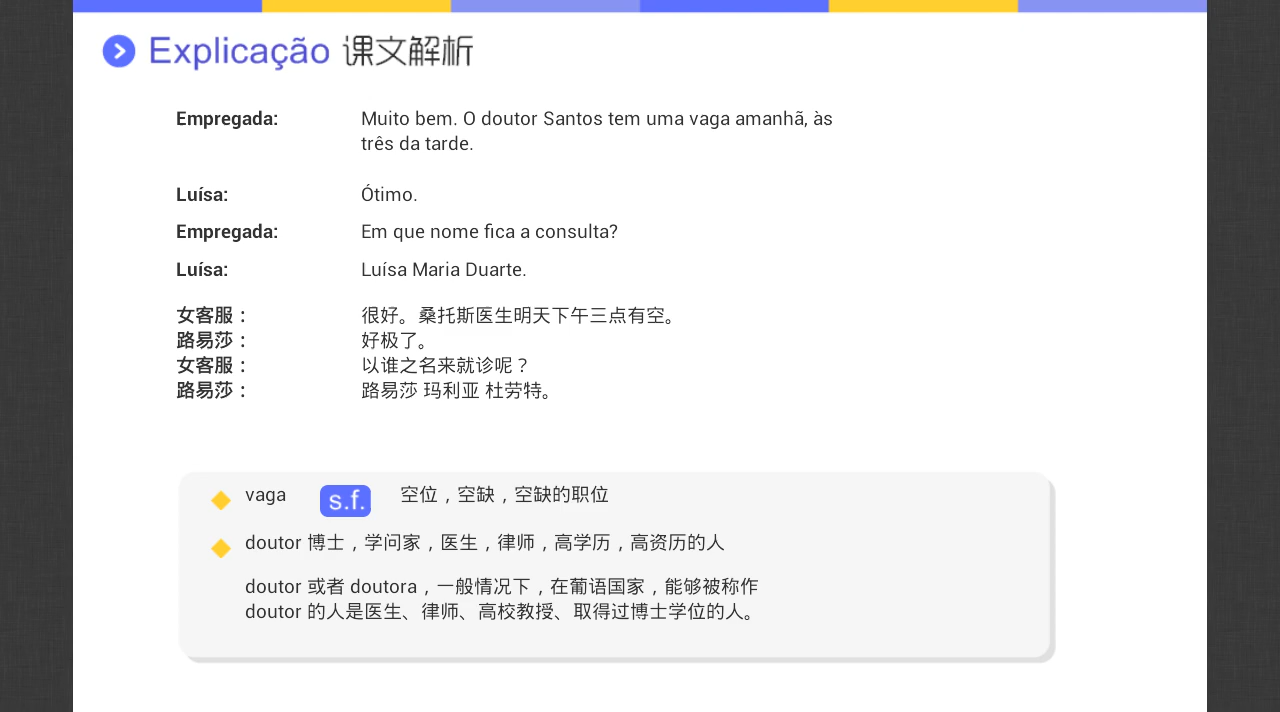 Explicação 课文解析
Empregada: Muito bem. O doutor Santos tem uma vaga amanhã, às
três da tarde.
Luísa: Ótimo.
Empregada: Em que nome fica a consulta?
Luísa: Luísa Maria Duarte.
女客服： 很好。桑托斯医生明天下午三点有空。
路易莎： 好极了。
女客服： 以谁之名来就诊呢？
路易莎： 路易莎 玛利亚 杜劳特。
vaga s.f. 空位，空缺，空缺的职位
doutor 博士，学问家，医生，律师，高学历，高资历的人
doutor 或者 doutora，一般情况下，在葡语国家，能够被称作
doutor 的人是医生、律师、高校教授、取得过博士学位的人。